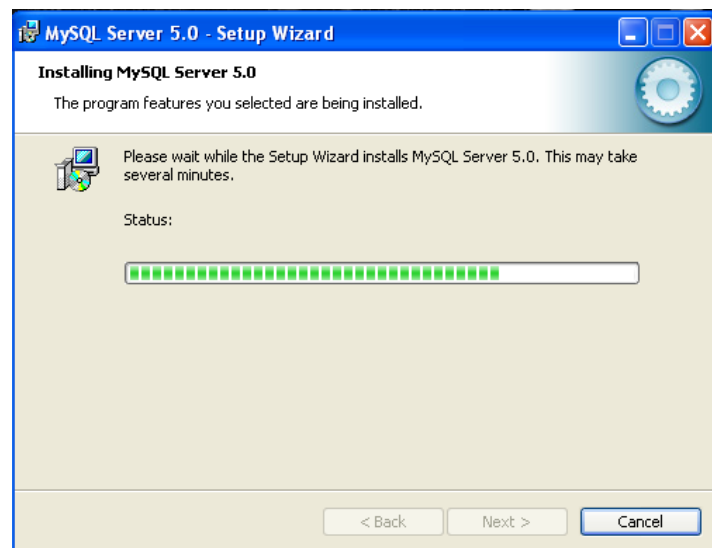 MySQL Server 5.0 - Setup Wizard
Installing MySQL Server 5.0
The program features you selected are being installed.
Please wait while the Setup Wizard installs MySQL Server 5.0. This may take
several minutes.
Status:
< Back Next > Cancel